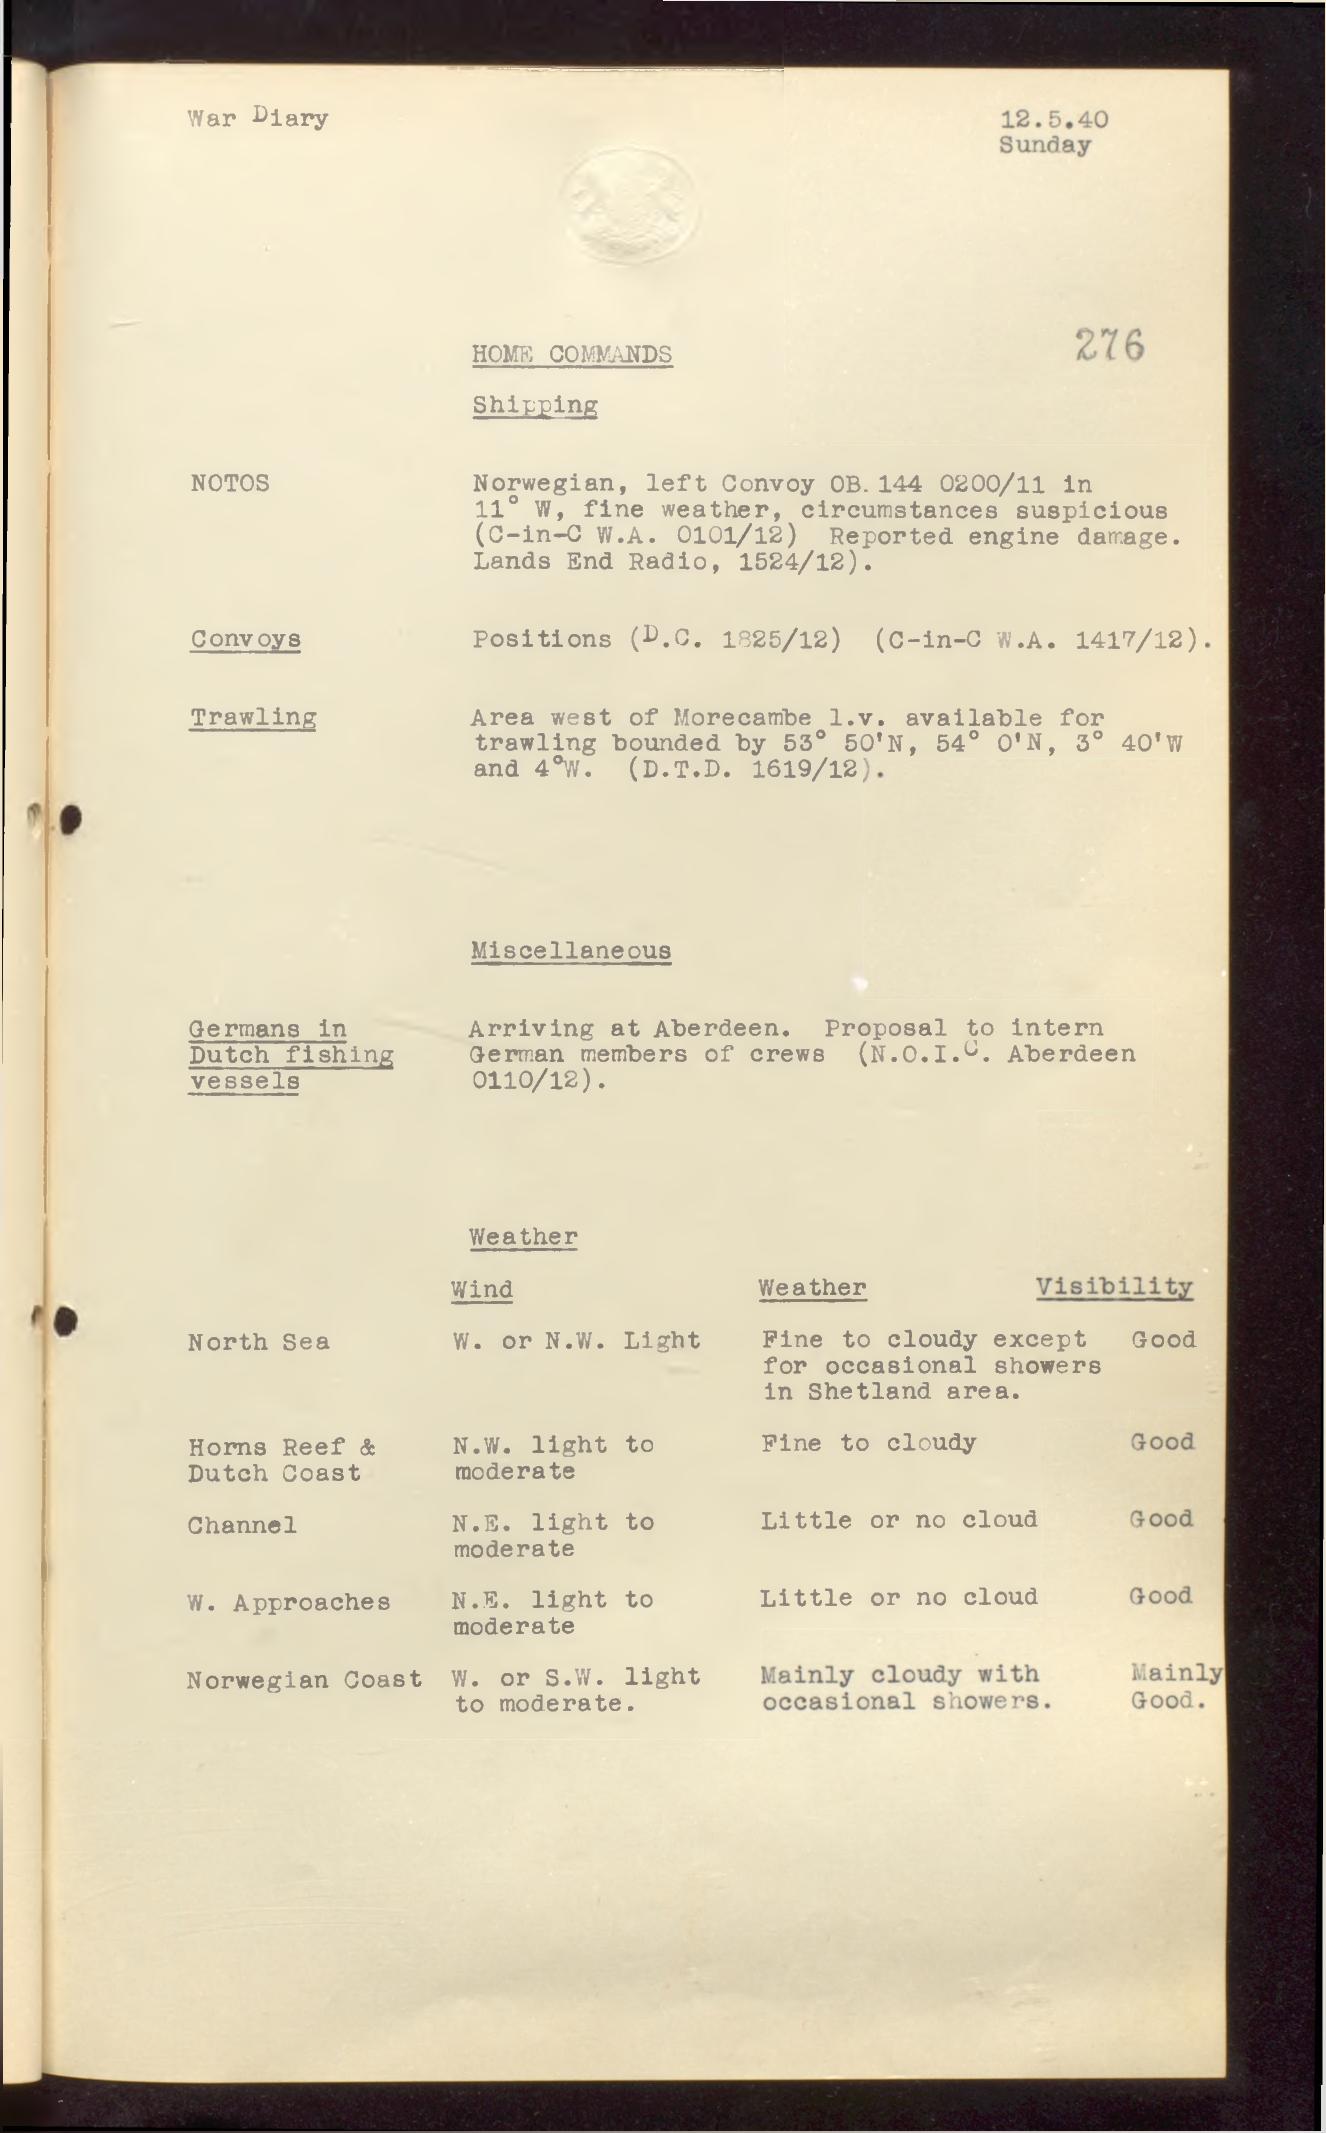 War Diary
12.5.40
Sunday
276
HOME COMMANDS
Shipping
NOTOS
Norwegian, left Convoy OB. 144 0200/11 in
11° W, fine weather, circumstances suspicious
(C-in-C W.A. 0101/12) Reported engine damage.
Lands End Radio, 1524/12).
Convoys
Positions (D.C. 1825/12) (C-in-C W.A. 1417/12).
Trawling
Area west of Morecambe l.v. available for
trawling bounded by 53° 50'N, 54° 0'N, 3° 40'W
and 4°W. (D.T.D. 1619/12).
Miscellaneous
Germans in
Dutch fishing
vessels
Arriving at Aberdeen. Proposal to intern
German members of crews (N.O.I.C. Aberdeen
0110/12).
Weather
Wind Weather Visibility
North Sea W. or N.W. Light Fine to cloudy except Good
for occasional showers
in Shetland area.
Horns Reef & N.W. light to Fine to cloudy Good
Dutch Coast moderate
Channel N.E. light to Little or no cloud Good
moderate
W. Approaches N.E. light to Little or no cloud Good
moderate
Norwegian Coast W. or S.W. light Mainly cloudy with Mainly
to moderate. occasional showers. Good.